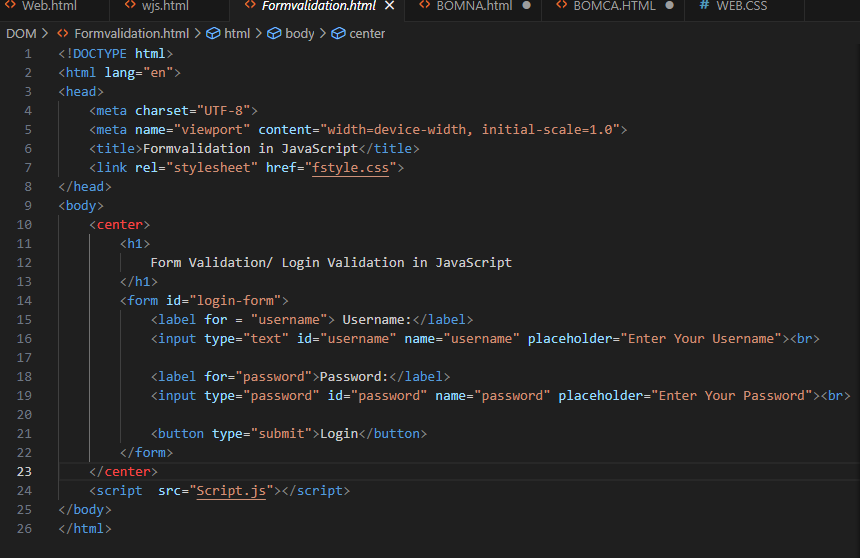 Web.html wjs.html Formvalidation.html BOMNA.html BOMCA.HTML # WEB.CSS
DOM > Formvalidation.html > html > body > center
1 <!DOCTYPE html>
2 <html lang="en">
3 <head>
4 <meta charset="UTF-8">
5 <meta name="viewport" content="width=device-width, initial-scale=1.0">
6 <title>Formvalidation in JavaScript</title>
7 <link rel="stylesheet" href="fstyle.css">
8 </head>
9 <body>
10 <center>
11 <h1>
12 Form Validation/ Login Validation in JavaScript
13 </h1>
14 <form id="login-form">
15 <label for = "username"> Username:</label>
16 <input type="text" id="username" name="username" placeholder="Enter Your Username"><br>
17
18 <label for="password">Password:</label>
19 <input type="password" id="password" name="password" placeholder="Enter Your Password"><br>
20
21 <button type="submit">Login</button>
22 </form>
23 </center>
24 <script  src="Script.js"></script>
25 </body>
26 </html>